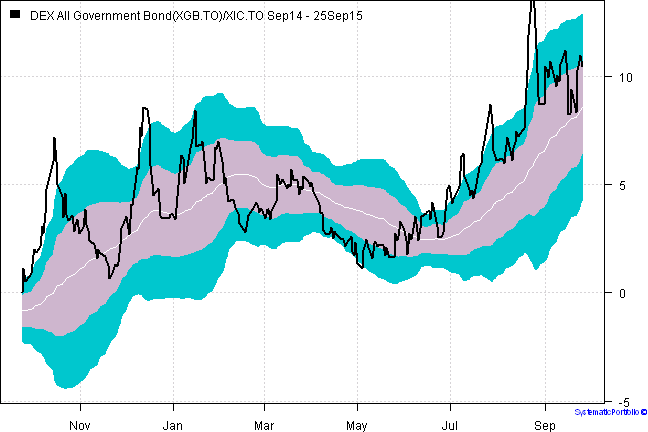 DEX All Government Bond(XGB.TO)/XIC.TO Sep14 - 25Sep15
10
5
0
-5
Nov Jan Mar May Jul Sep
SystematicPortfolio ©